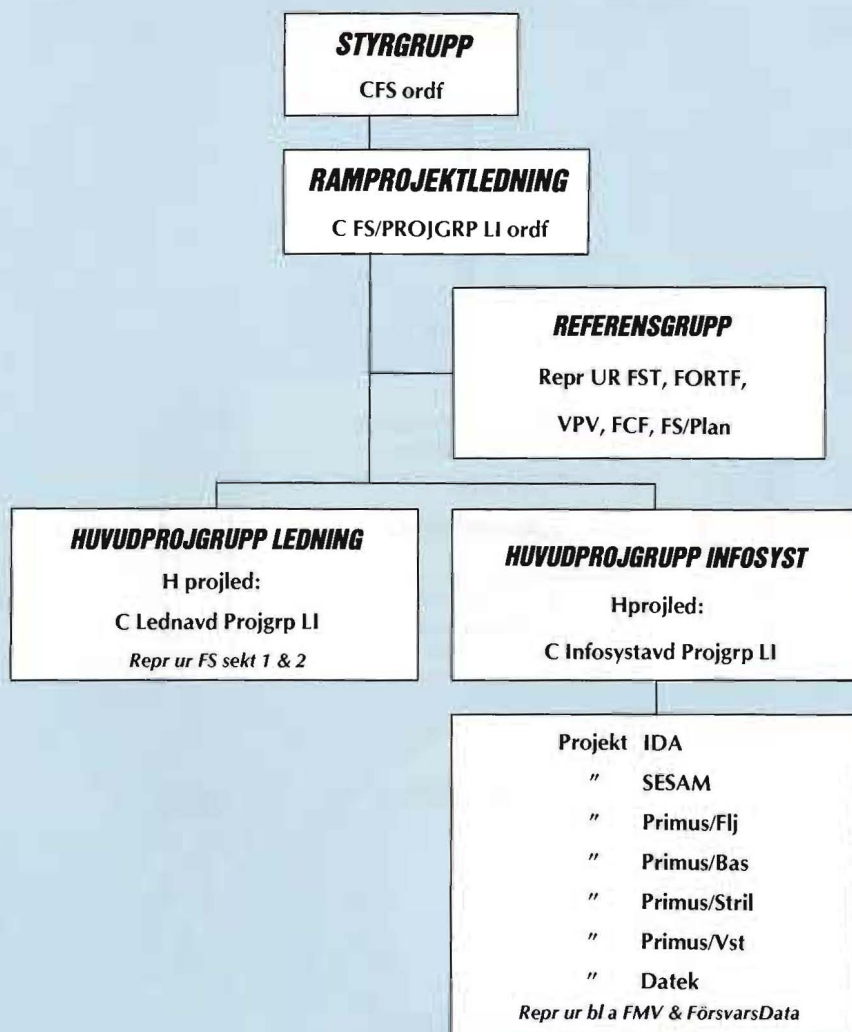 STYRGRUPP
CFS ordf
RAMPROJEKTLEDNING
C FS/PROJGRP LI ordf
REFERENSGRUPP
Repr UR FST, FORTF,
VPV, FCF, FS/Plan
HUVUDPROJGRUPP LEDNING
H projled:
C Lednavd Projgrp LI
Repr ur FS sekt 1 & 2
HUVUDPROJGRUPP INFOSYST
Hprojled:
C Infosystavd Projgrp LI
Projekt IDA
" SESAM
" Primus/Flj
" Primus/Bas
" Primus/Stril
" Primus/Vst
" Datek
Repr ur bl a FMV & FörsvarsData